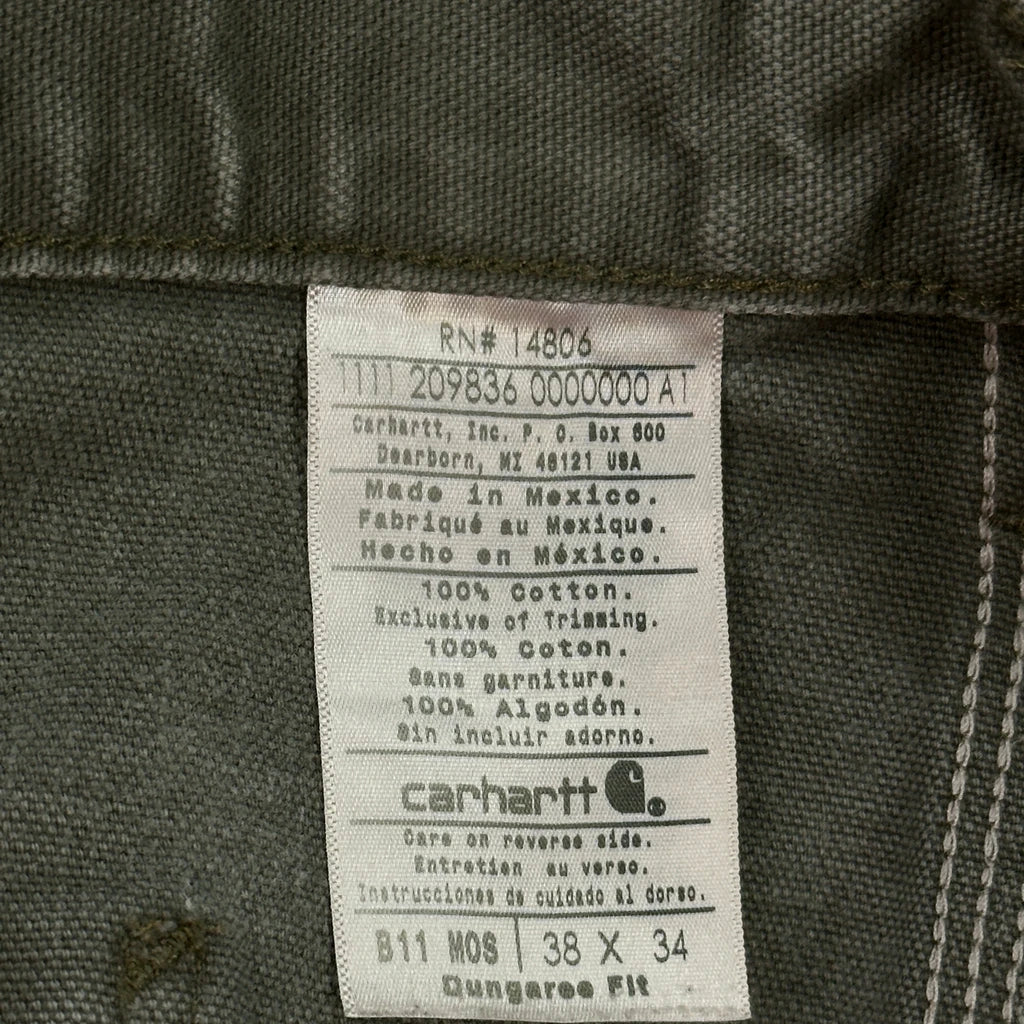 RN# 14806
1111 209836 0000000 A1
Carhartt, Inc. P. O. Box 600
Dearborn, MI 48121 USA
Made in Mexico.
Fabriqué au Mexique.
Hecho en México.
100% Cotton.
Exclusive of Trimming.
100% Coton.
Sans garniture.
100% Algodón.
Sin incluir adorno.
carhartt ®
Care on reverse side.
Entretien au verso.
Instrucciones de cuidado al dorso.
B11 MOS | 38 X 34
Dungaree Fit